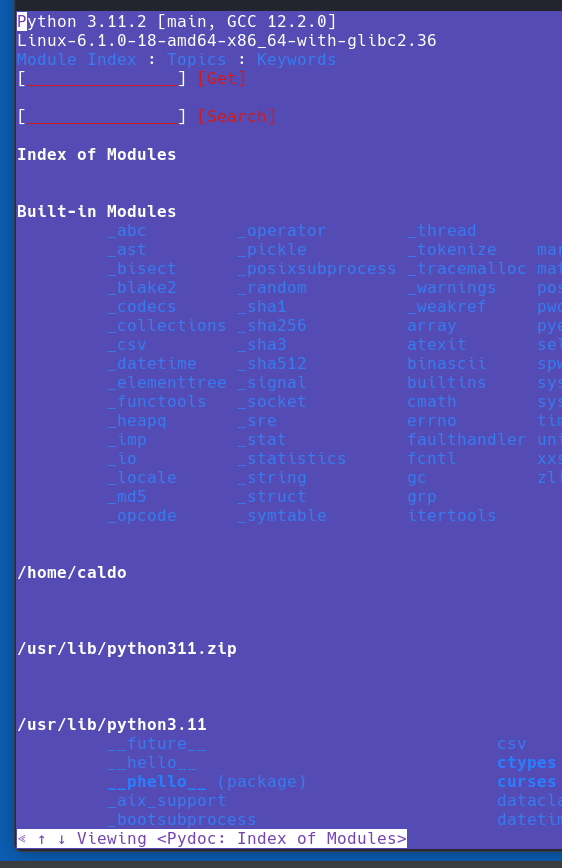 Python 3.11.2 [main, GCC 12.2.0]
Linux-6.1.0-18-amd64-x86_64-with-glibc2.36
Module Index : Topics : Keywords
[_______________] [Get]
[_______________] [Search]
Index of Modules
Built-in Modules
_abc _operator _thread
_ast _pickle _tokenize mar
_bisect _posixsubprocess _tracemalloc mat
_blake2 _random _warnings pos
_codecs _sha1 _weakref pwd
_collections _sha256 array pye
_csv _sha3 atexit sel
_datetime _sha512 binascii spw
_elementtree _signal builtins sys
_functools _socket cmath sys
_heapq _sre errno tim
_imp _stat faulthandler uni
_io _statistics fcntl xxs
_locale _string gc zli
_md5 _struct grp
_opcode _symtable itertools
/home/caldo
/usr/lib/python311.zip
/usr/lib/python3.11
__future__ csv
__hello__ ctypes
__phello__ (package) curses
_aix_support datacla
_bootsubprocess datetim
⪡ ↑ ↓ Viewing <Pydoc: Index of Modules>